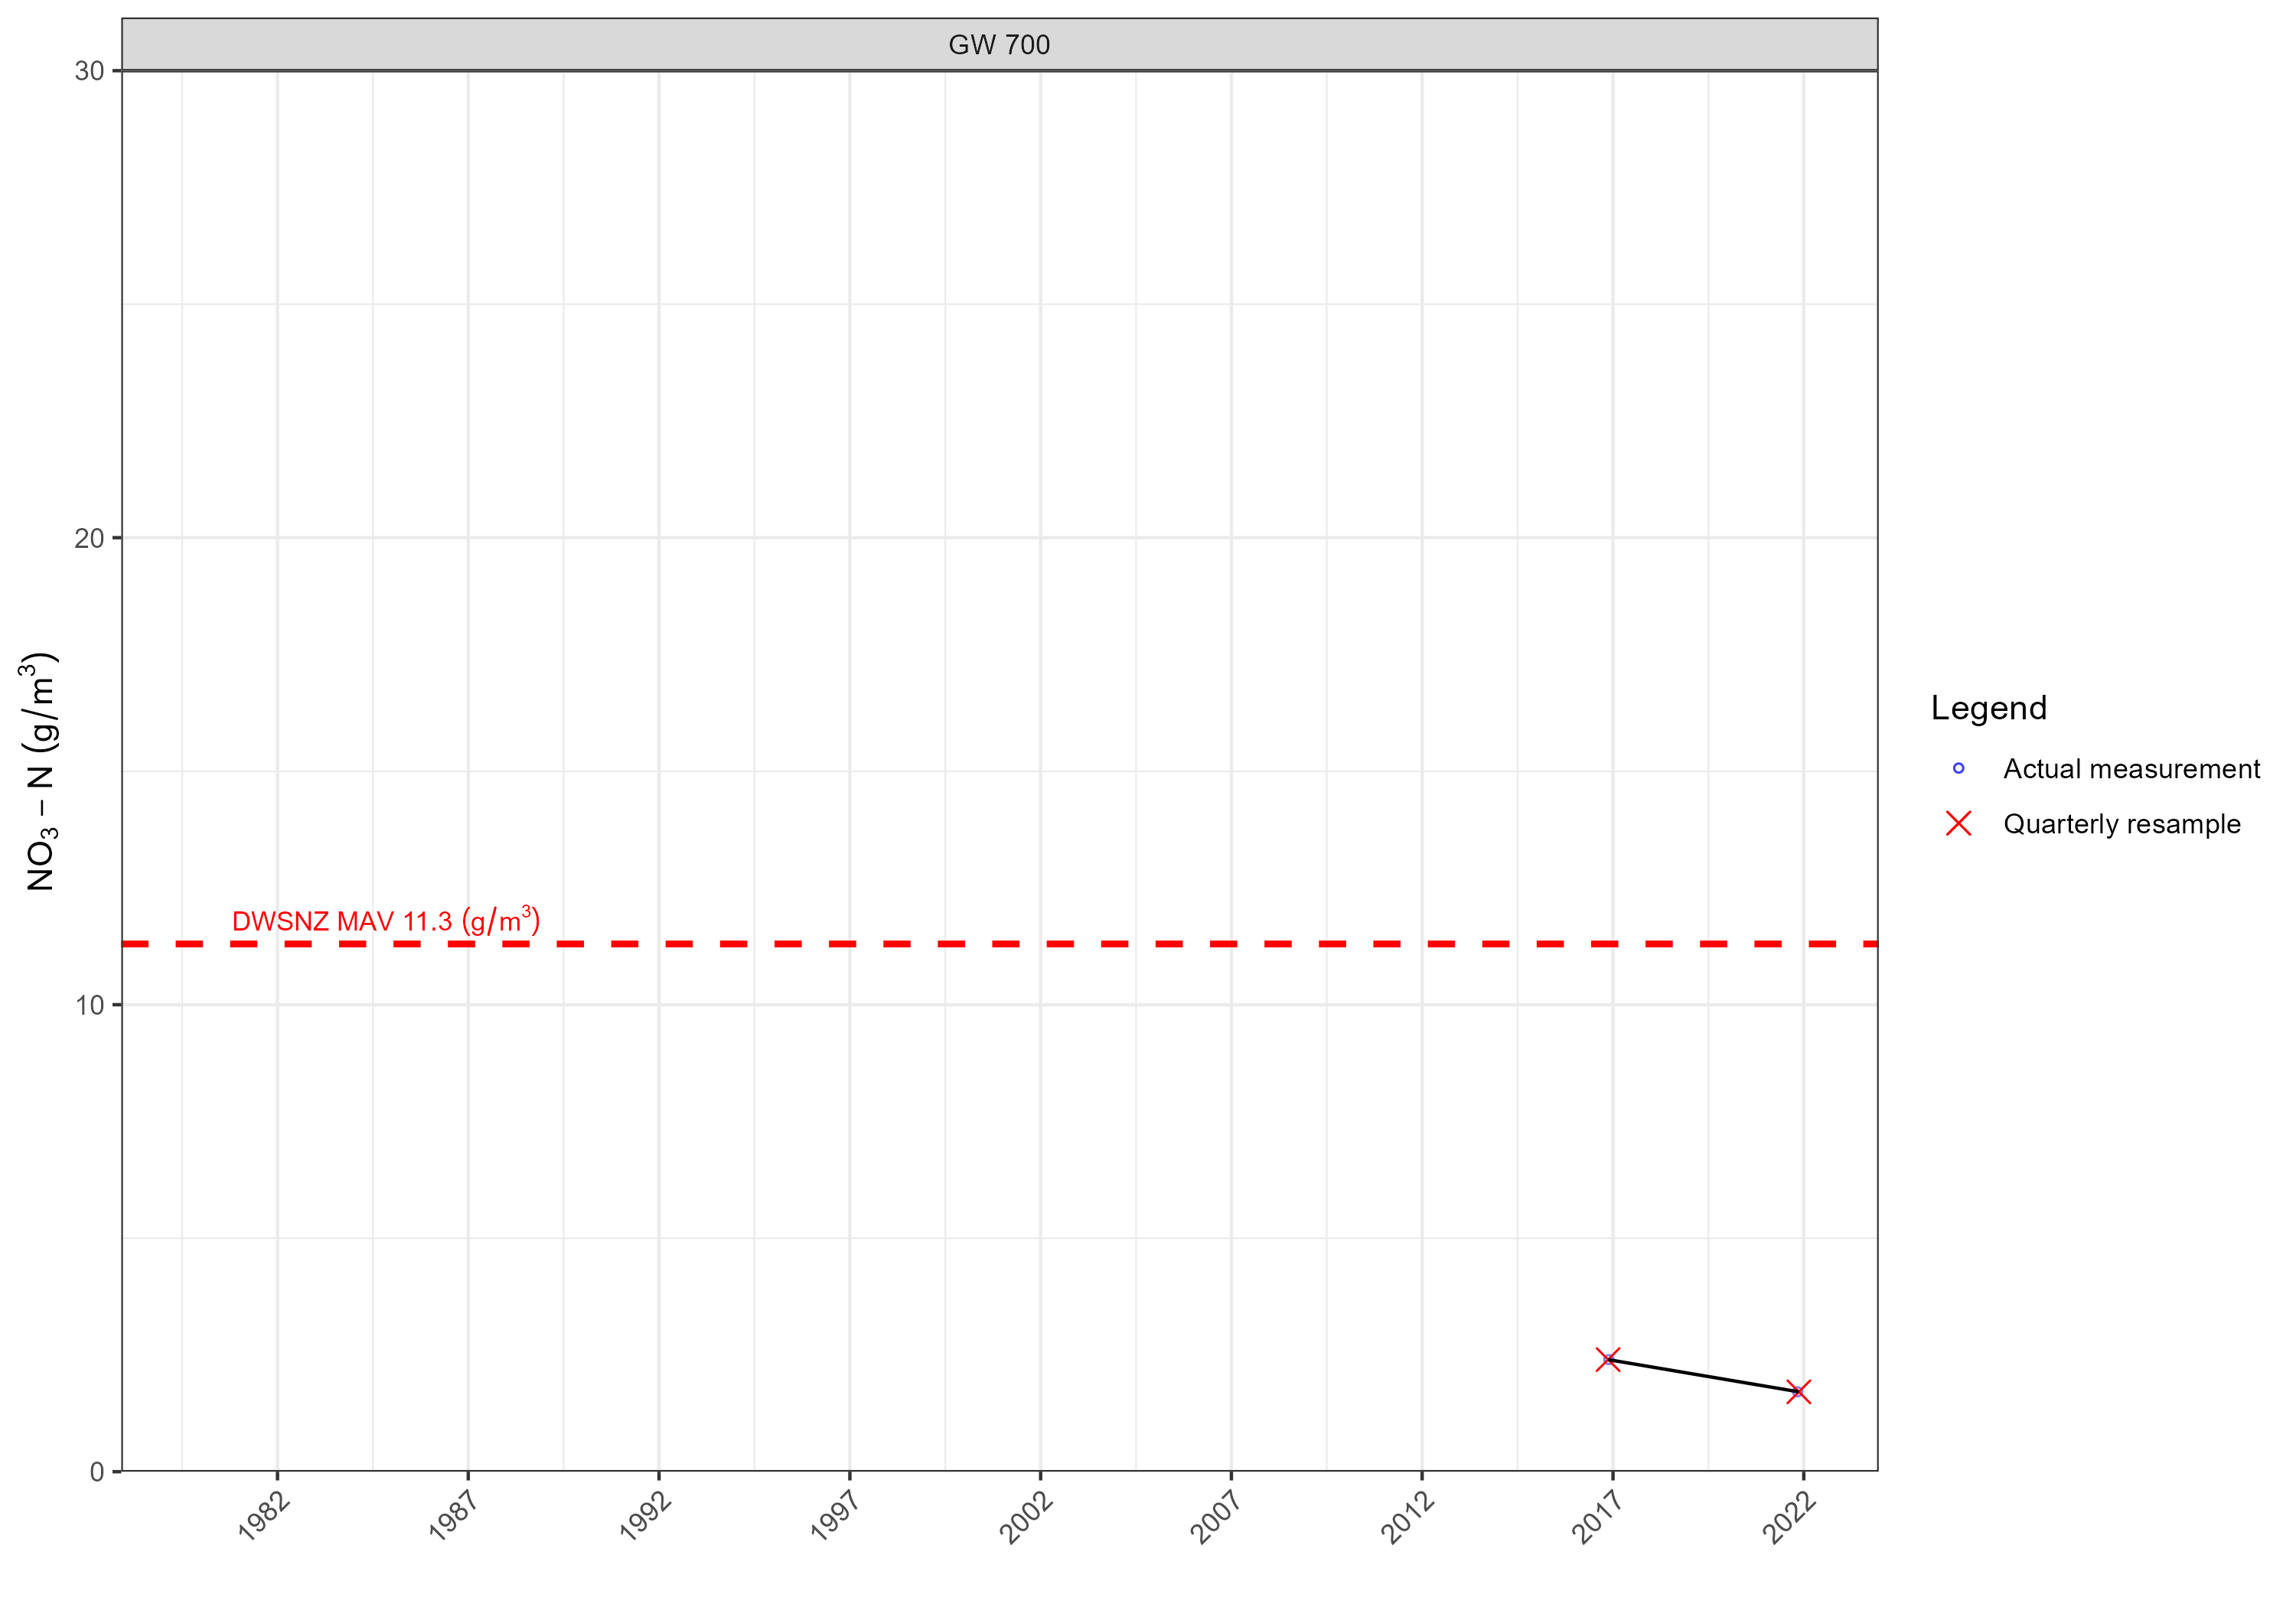 GW 700
30
20
10
0
NO₃ – N (g/m³)
DWSNZ MAV 11.3 (g/m³)
1982
1987
1992
1997
2002
2007
2012
2017
2022
Legend
Actual measurement
Quarterly resample